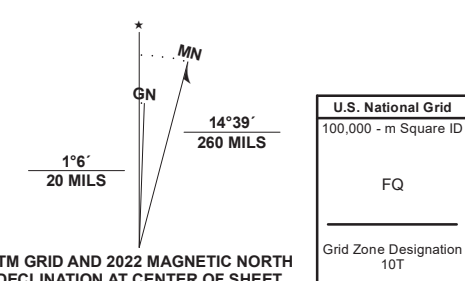 ★
MN
GN
14°39´
260 MILS
1°6´
20 MILS
TM GRID AND 2022 MAGNETIC NORTH
DECLINATION AT CENTER OF SHEET
U.S. National Grid
100,000 - m Square ID
FQ
Grid Zone Designation
10T